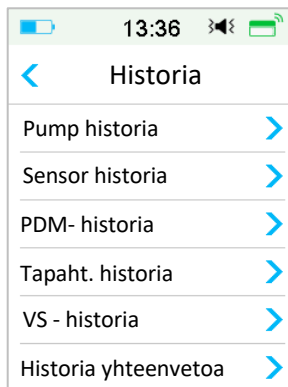 13:36
Historia
Pump historia
Sensor historia
PDM- historia
Tapaht. historia
VS - historia
Historia yhteenvetoa